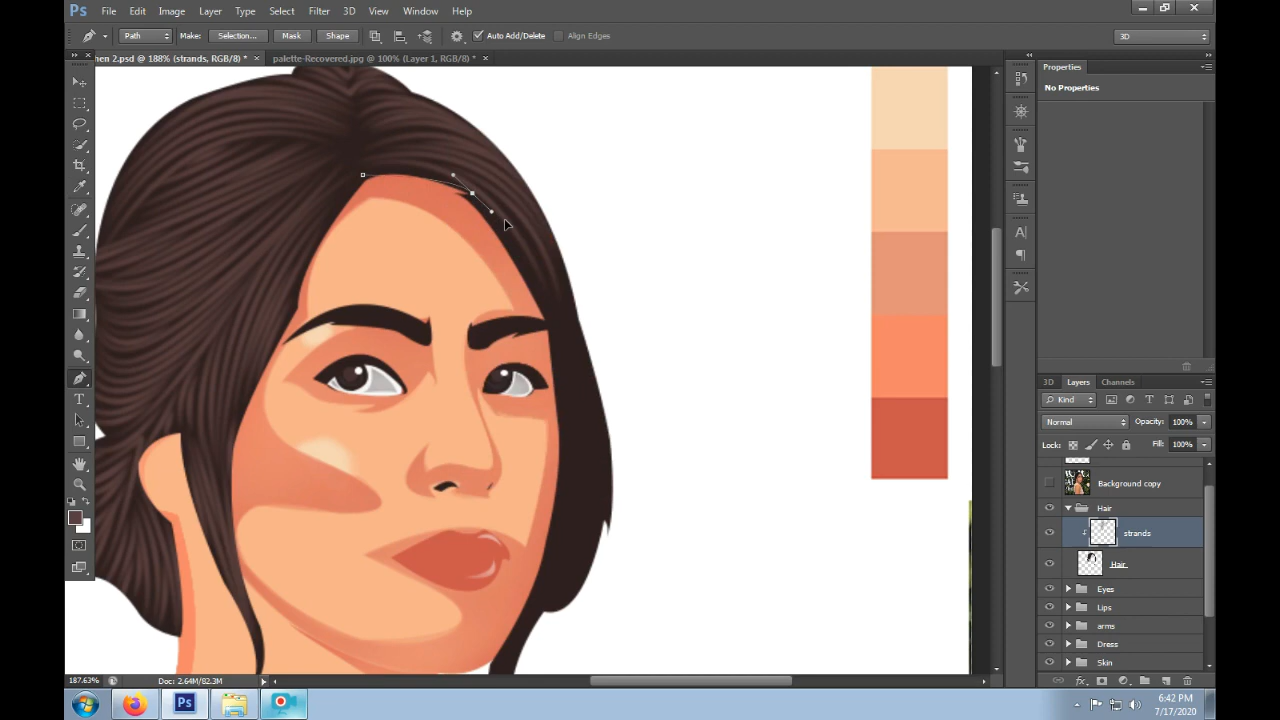 Ps File Edit Image Layer Type Select Filter 3D View Window Help
Path Make: Selection... Mask Shape Auto Add/Delete Align Edges 3D
men 2.psd @ 188% (strands, RGB/8) * × palette-Recovered.jpg @ 100% (Layer 1, RGB/8) * ×
Properties
No Properties
3D Layers Channels
Kind
Normal Opacity: 100%
Lock: Fill: 100%
Background copy
Hair
strands
Hair
Eyes
Lips
arms
Dress
Skin
187.63% Doc: 2.64M/82.3M
6:42 PM
7/17/2020